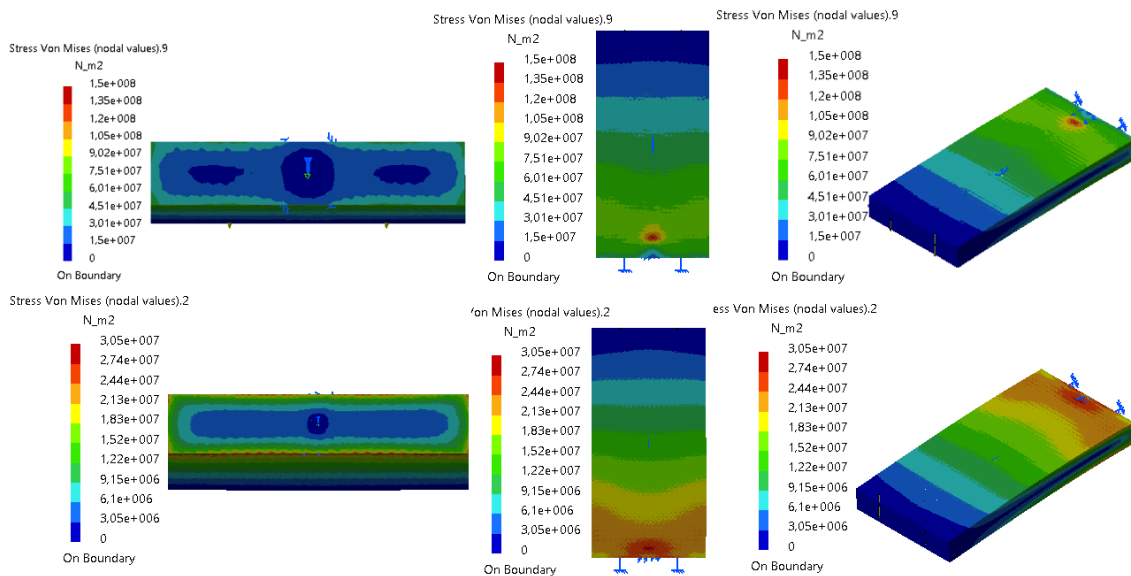 Stress Von Mises (nodal values).9
N_m2
1,5e+008
1,35e+008
1,2e+008
1,05e+008
9,02e+007
7,51e+007
6,01e+007
4,51e+007
3,01e+007
1,5e+007
0
On Boundary
Stress Von Mises (nodal values).9
N_m2
1,5e+008
1,35e+008
1,2e+008
1,05e+008
9,02e+007
7,51e+007
6,01e+007
4,51e+007
3,01e+007
1,5e+007
0
On Boundary
Stress Von Mises (nodal values).9
N_m2
1,5e+008
1,35e+008
1,2e+008
1,05e+008
9,02e+007
7,51e+007
6,01e+007
4,51e+007
3,01e+007
1,5e+007
0
On Boundary
Stress Von Mises (nodal values).2
N_m2
3,05e+007
2,74e+007
2,44e+007
2,13e+007
1,83e+007
1,52e+007
1,22e+007
9,15e+006
6,1e+006
3,05e+006
0
On Boundary
Von Mises (nodal values).2
N_m2
3,05e+007
2,74e+007
2,44e+007
2,13e+007
1,83e+007
1,52e+007
1,22e+007
9,15e+006
6,1e+006
3,05e+006
0
On Boundary
ess Von Mises (nodal values).2
N_m2
3,05e+007
2,74e+007
2,44e+007
2,13e+007
1,83e+007
1,52e+007
1,22e+007
9,15e+006
6,1e+006
3,05e+006
0
On Boundary